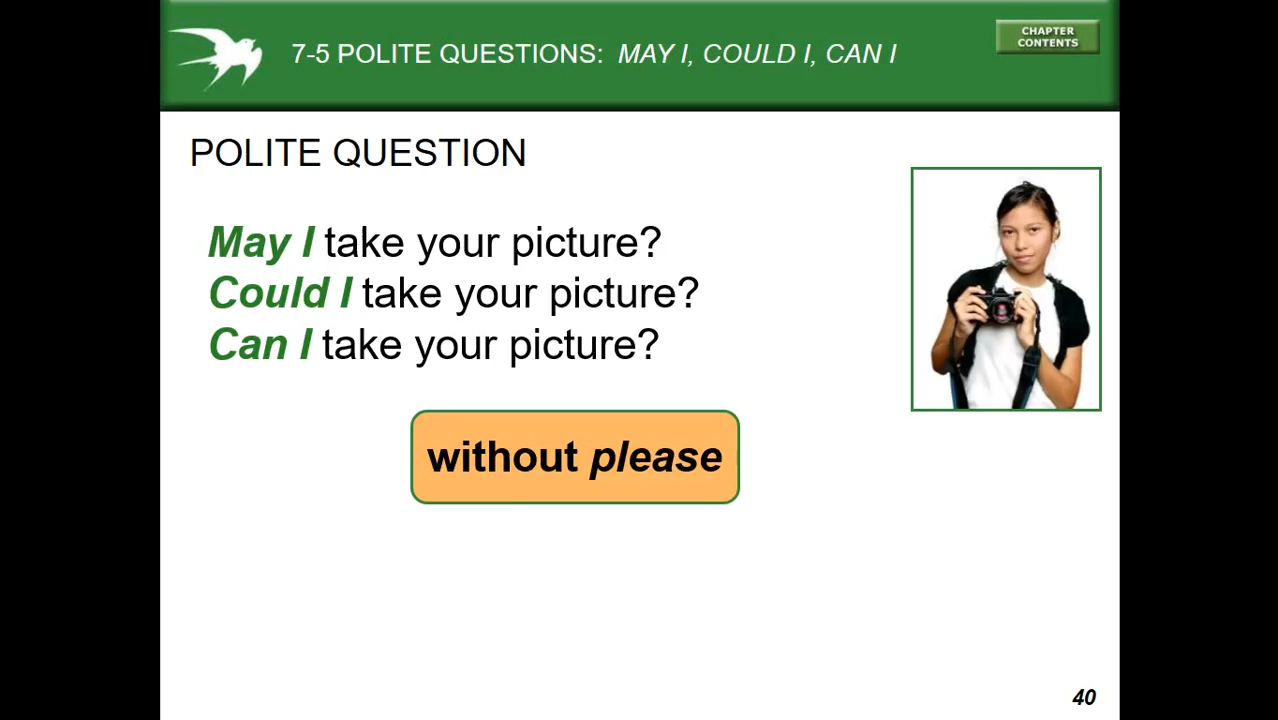 7-5 POLITE QUESTIONS: MAY I, COULD I, CAN I
CHAPTER
CONTENTS
POLITE QUESTION
May I take your picture?
Could I take your picture?
Can I take your picture?
without please
40